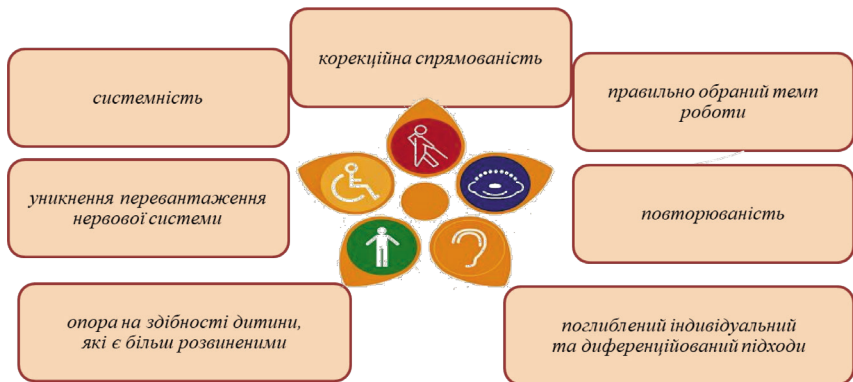 корекційна спрямованість
системність
правильно обраний темп
роботи
уникнення перевантаження
нервової системи
повторюваність
опора на здібності дитини,
які є більш розвиненими
поглиблений індивідуальний
та диференційований підходи